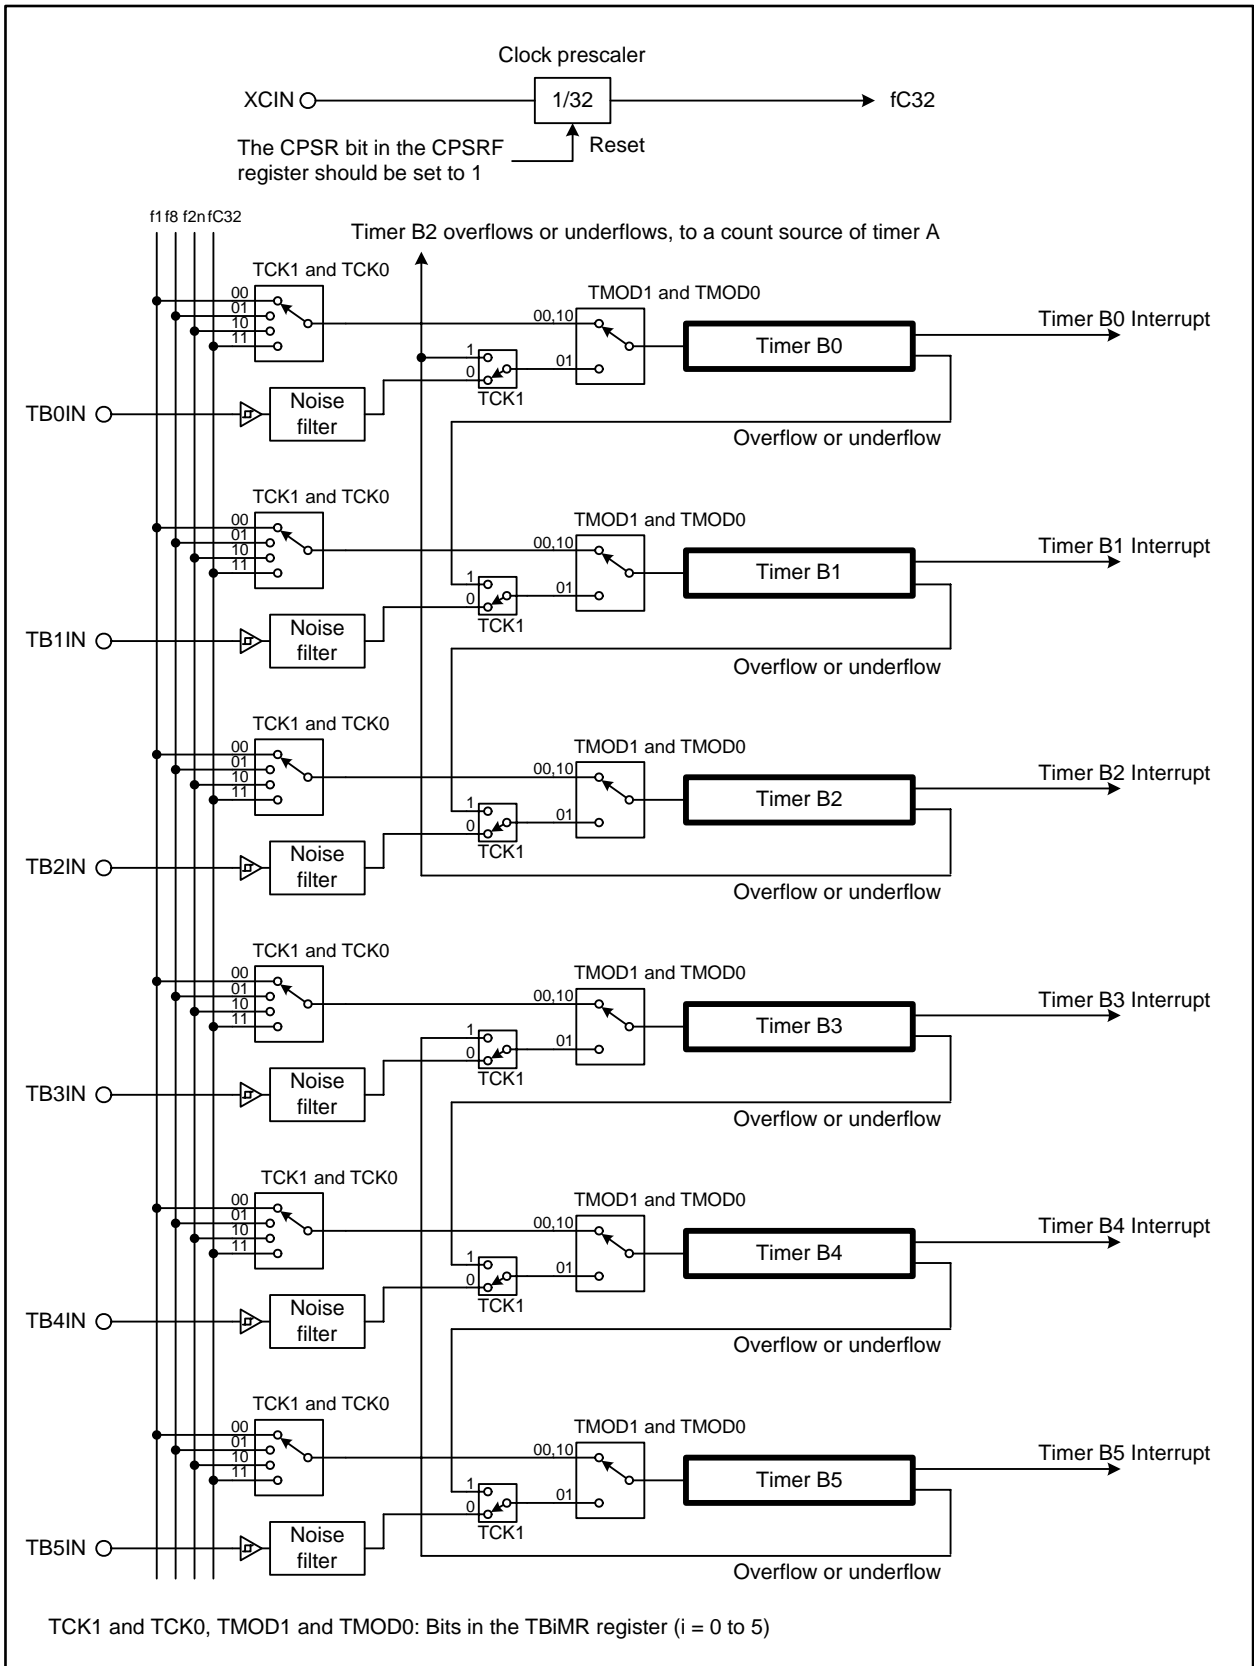 Clock prescaler
XCIN
1/32
fC32
The CPSR bit in the CPSRF
register should be set to 1
Reset
f1 f8 f2n fC32
Timer B2 overflows or underflows, to a count source of timer A
TCK1 and TCK0
00
01
10
11
TMOD1 and TMOD0
00,10
01
1
0
TCK1
Timer B0
Timer B0 Interrupt
TB0IN
Noise
filter
Overflow or underflow
TCK1 and TCK0
00
01
10
11
TMOD1 and TMOD0
00,10
01
1
0
TCK1
Timer B1
Timer B1 Interrupt
TB1IN
Noise
filter
Overflow or underflow
TCK1 and TCK0
00
01
10
11
TMOD1 and TMOD0
00,10
01
1
0
TCK1
Timer B2
Timer B2 Interrupt
TB2IN
Noise
filter
Overflow or underflow
TCK1 and TCK0
00
01
10
11
TMOD1 and TMOD0
00,10
01
1
0
TCK1
Timer B3
Timer B3 Interrupt
TB3IN
Noise
filter
Overflow or underflow
TCK1 and TCK0
00
01
10
11
TMOD1 and TMOD0
00,10
01
1
0
TCK1
Timer B4
Timer B4 Interrupt
TB4IN
Noise
filter
Overflow or underflow
TCK1 and TCK0
00
01
10
11
TMOD1 and TMOD0
00,10
01
1
0
TCK1
Timer B5
Timer B5 Interrupt
TB5IN
Noise
filter
Overflow or underflow
TCK1 and TCK0, TMOD1 and TMOD0: Bits in the TBiMR register (i = 0 to 5)